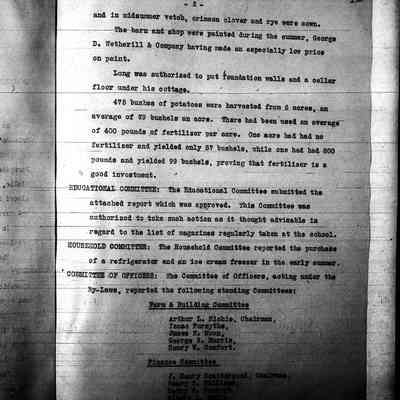 - 2 -
and in midsummer vetch, crimson clover and rye were sown.
The barn and shop were painted during the summer, George
D. Wetherill & Company having made an especially low price
on paint.
Long was authorized to put foundation walls and a cellar
floor under his cottage.
475 bushes of potatoes were harvested from 6 acres, an
average of 79 bushels an acre. There had been used an average
of 400 pounds of fertilizer per acre. One acre had had no
fertilizer and yielded only 57 bushels, while one had had 800
pounds and yielded 99 bushels, proving that fertilizer is a
good investment.
EDUCATIONAL COMMITTEE: The Educational Committee submitted the
attached report which was approved. This Committee was
authorized to take such action as it thought advisable in
regard to the list of magazines regularly taken at the school.
HOUSEHOLD COMMITTEE: The Household Committee reported the purchase
of a refrigerator and an ice cream freezer in the early summer.
COMMITTEE OF OFFICERS: The Committee of Officers, acting under the
By-Laws, reported the following standing Committees:
Farm & Building Committee
Arthur L. Chairman,
Isaac Forsythe,
James M. Moon,
George S. Morris,
Henry W. Comfort.
Finance Committee
J. Henry Scattergood, Chairman,